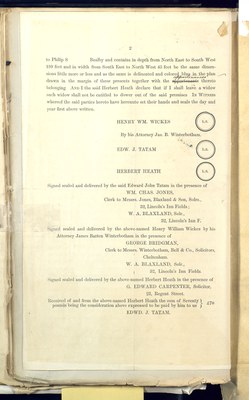 2
to Philip S Bradley and contains in depth from North East to South West
100 feet and in width from South East to North West 45 feet be the same dimen-
sions little more or less and as the same is delineated and colored blue in the plan
drawn in the margin of these presents together with the appurtenances thereto
belonging And I the said Herbert Heath declare that if I shall leave a widow
such widow shall not be entitled to dower out of the said premises In Witness
whereof the said parties hereto have hereunto set their hands and seals the day and
year first above written.
HENRY WM. WICKES L.S.
By his Attorney Jas. B. Winterbotham.
EDW. J. TATAM L.S.
HERBERT HEATH L.S.
Signed sealed and delivered by the said Edward John Tatam in the presence of
WM. CHAS JONES,
Clerk to Messrs. Jones, Blaxland & Son, Solrs.,
32, Lincoln's Inn Fields;
W. A. BLAXLAND, Solr.,
32, Lincoln's Inn F.
Signed sealed and delivered by the above-named Henry William Wickes by his
Attorney James Batten Winterbotham in the presence of
GEORGE BRIDGMAN,
Clerk to Messrs. Winterbotham, Bell & Co., Solicitors,
Cheltenham.
W. A. BLAXLAND, Solr.,
32, Lincoln's Inn Fields
Signed sealed and delivered by the above-named Herbert Heath in the presence of
G. EDWARD CARPENTER, Solicitor,
Regent Street.
Received of and from the above-named Herbert Heath the sum of Seventy
pounds being the consideration above expressed to be paid by him to us } £70
EDWD. J. TATAM.